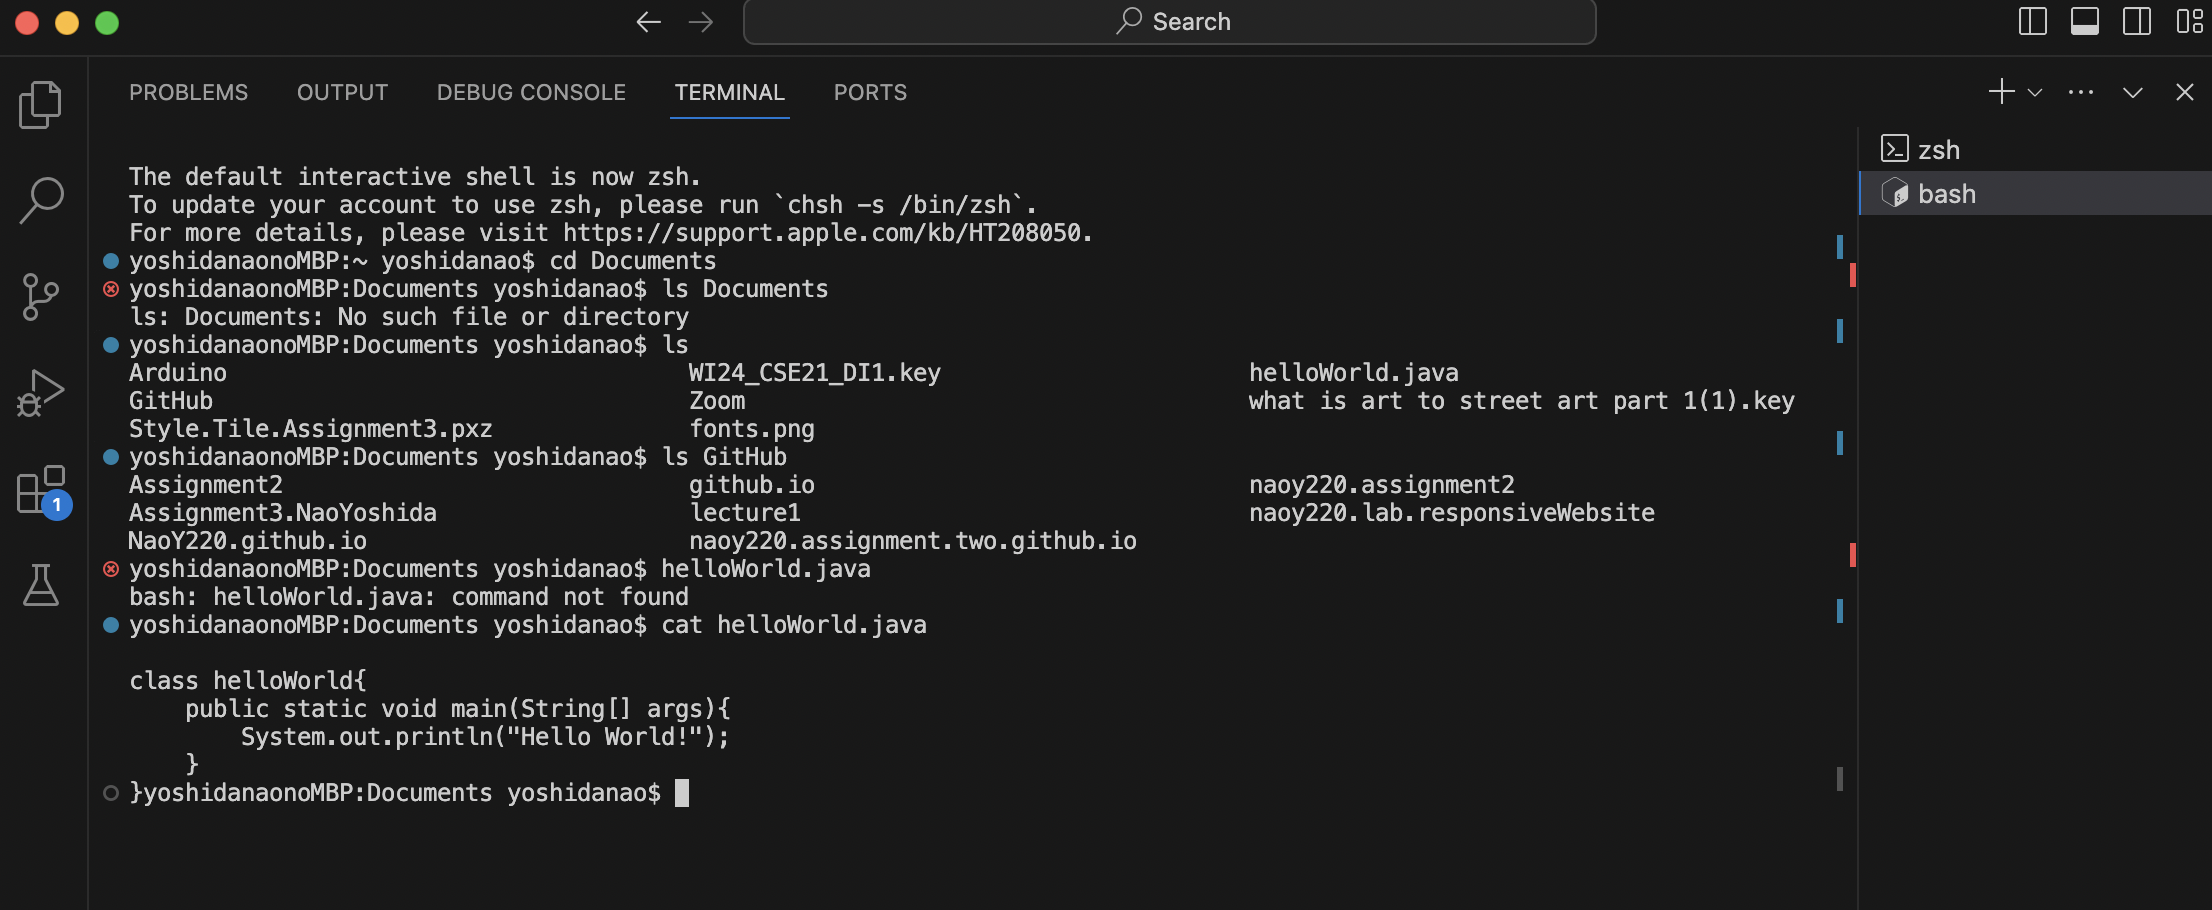 Search
PROBLEMS OUTPUT DEBUG CONSOLE TERMINAL PORTS
zsh
bash
1
The default interactive shell is now zsh.
To update your account to use zsh, please run `chsh -s /bin/zsh`.
For more details, please visit https://support.apple.com/kb/HT208050.
yoshidanaonoMBP:~ yoshidanao$ cd Documents
yoshidanaonoMBP:Documents yoshidanao$ ls Documents
ls: Documents: No such file or directory
yoshidanaonoMBP:Documents yoshidanao$ ls
Arduino WI24_CSE21_DI1.key helloWorld.java
GitHub Zoom what is art to street art part 1(1).key
Style.Tile.Assignment3.pxz fonts.png
yoshidanaonoMBP:Documents yoshidanao$ ls GitHub
Assignment2 github.io naoy220.assignment2
Assignment3.NaoYoshida lecture1 naoy220.lab.responsiveWebsite
NaoY220.github.io naoy220.assignment.two.github.io
yoshidanaonoMBP:Documents yoshidanao$ helloWorld.java
bash: helloWorld.java: command not found
yoshidanaonoMBP:Documents yoshidanao$ cat helloWorld.java
class helloWorld{
    public static void main(String[] args){
        System.out.println("Hello World!");
    }
}yoshidanaonoMBP:Documents yoshidanao$